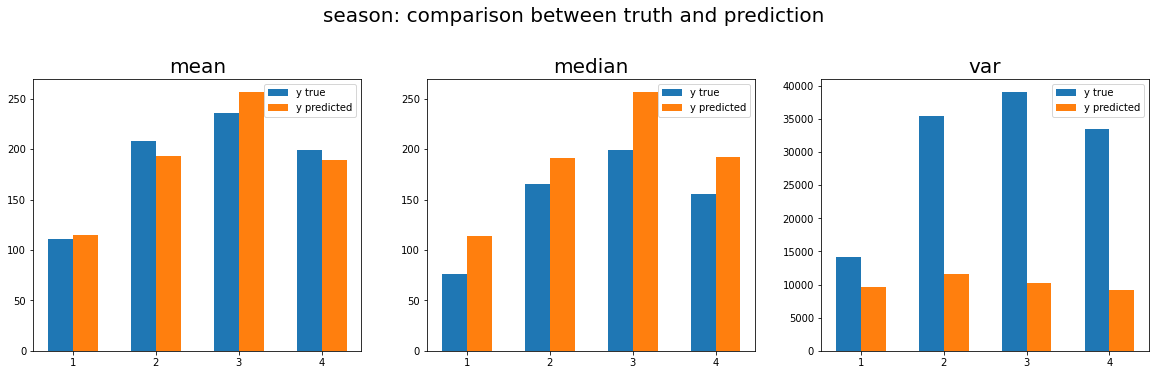 season: comparison between truth and prediction
mean
y true
y predicted
250
200
150
100
50
0
1 2 3 4
median
y true
y predicted
250
200
150
100
50
0
1 2 3 4
var
y true
y predicted
40000
35000
30000
25000
20000
15000
10000
5000
0
1 2 3 4